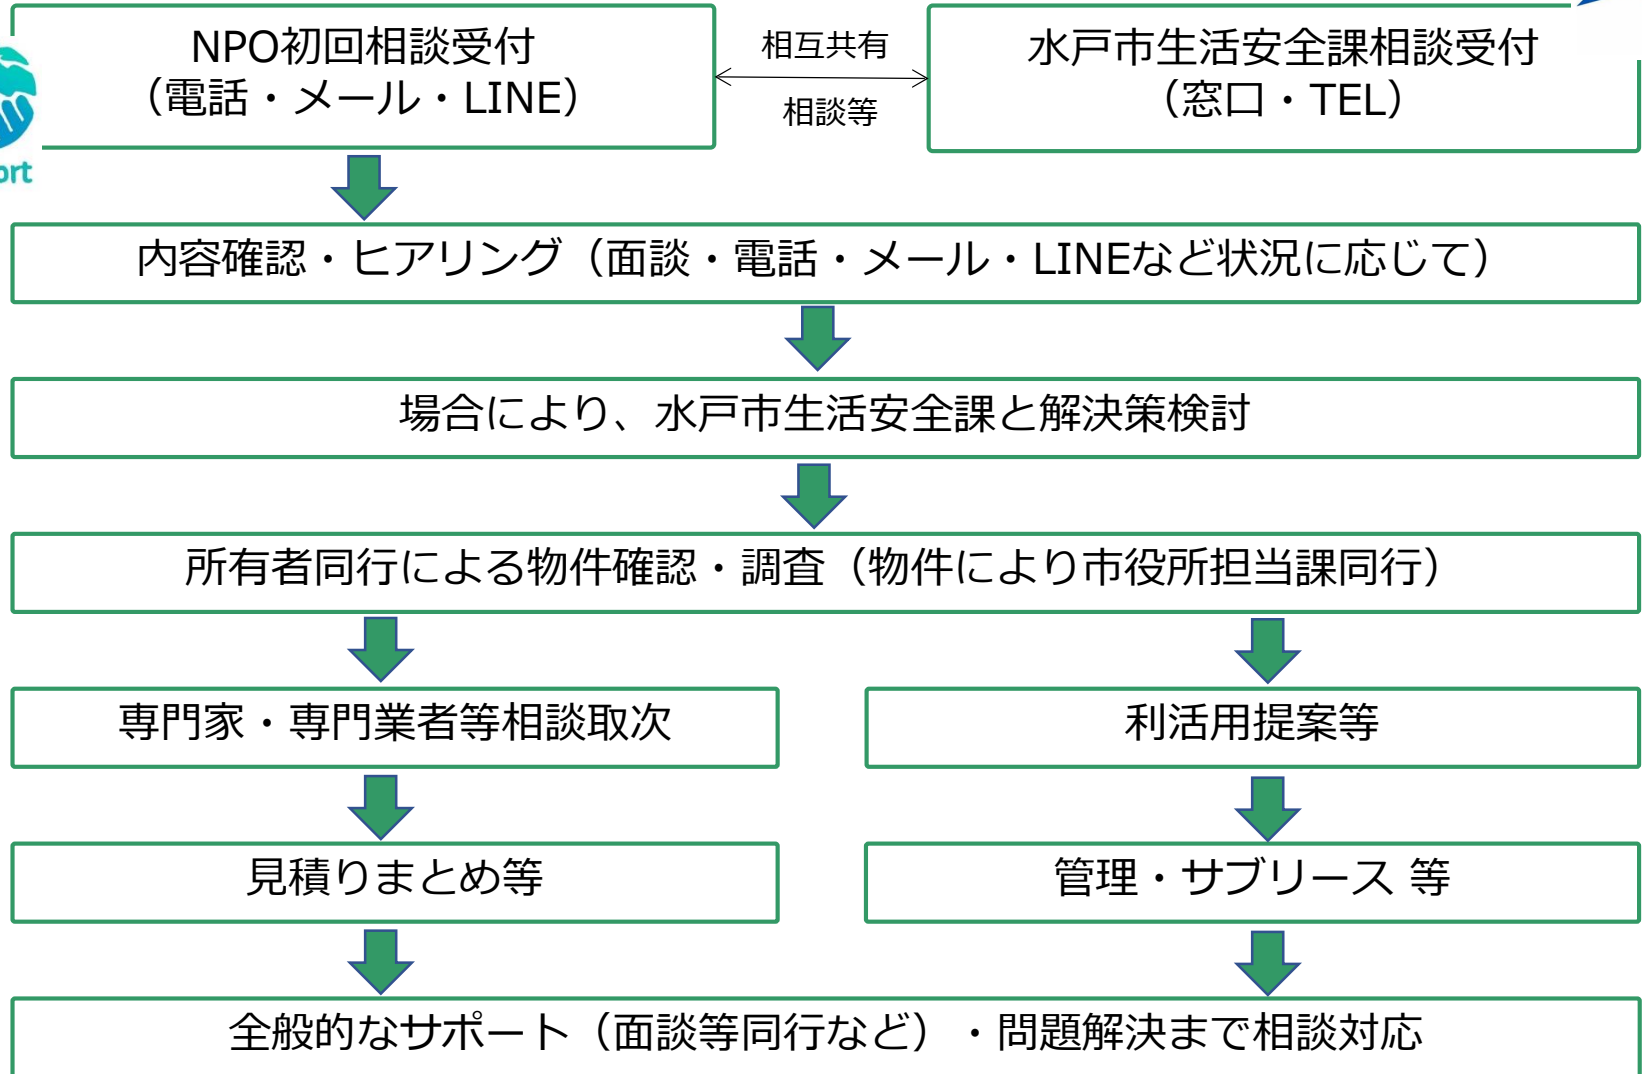 NPO初回相談受付
（電話・メール・LINE）
相互共有
相談等
水戸市生活安全課相談受付
（窓口・TEL）
ort
内容確認・ヒアリング（面談・電話・メール・LINEなど状況に応じて）
場合により、水戸市生活安全課と解決策検討
所有者同行による物件確認・調査（物件により市役所担当課同行）
専門家・専門業者等相談取次
利活用提案等
見積りまとめ等
管理・サブリース 等
全般的なサポート（面談等同行など）・問題解決まで相談対応